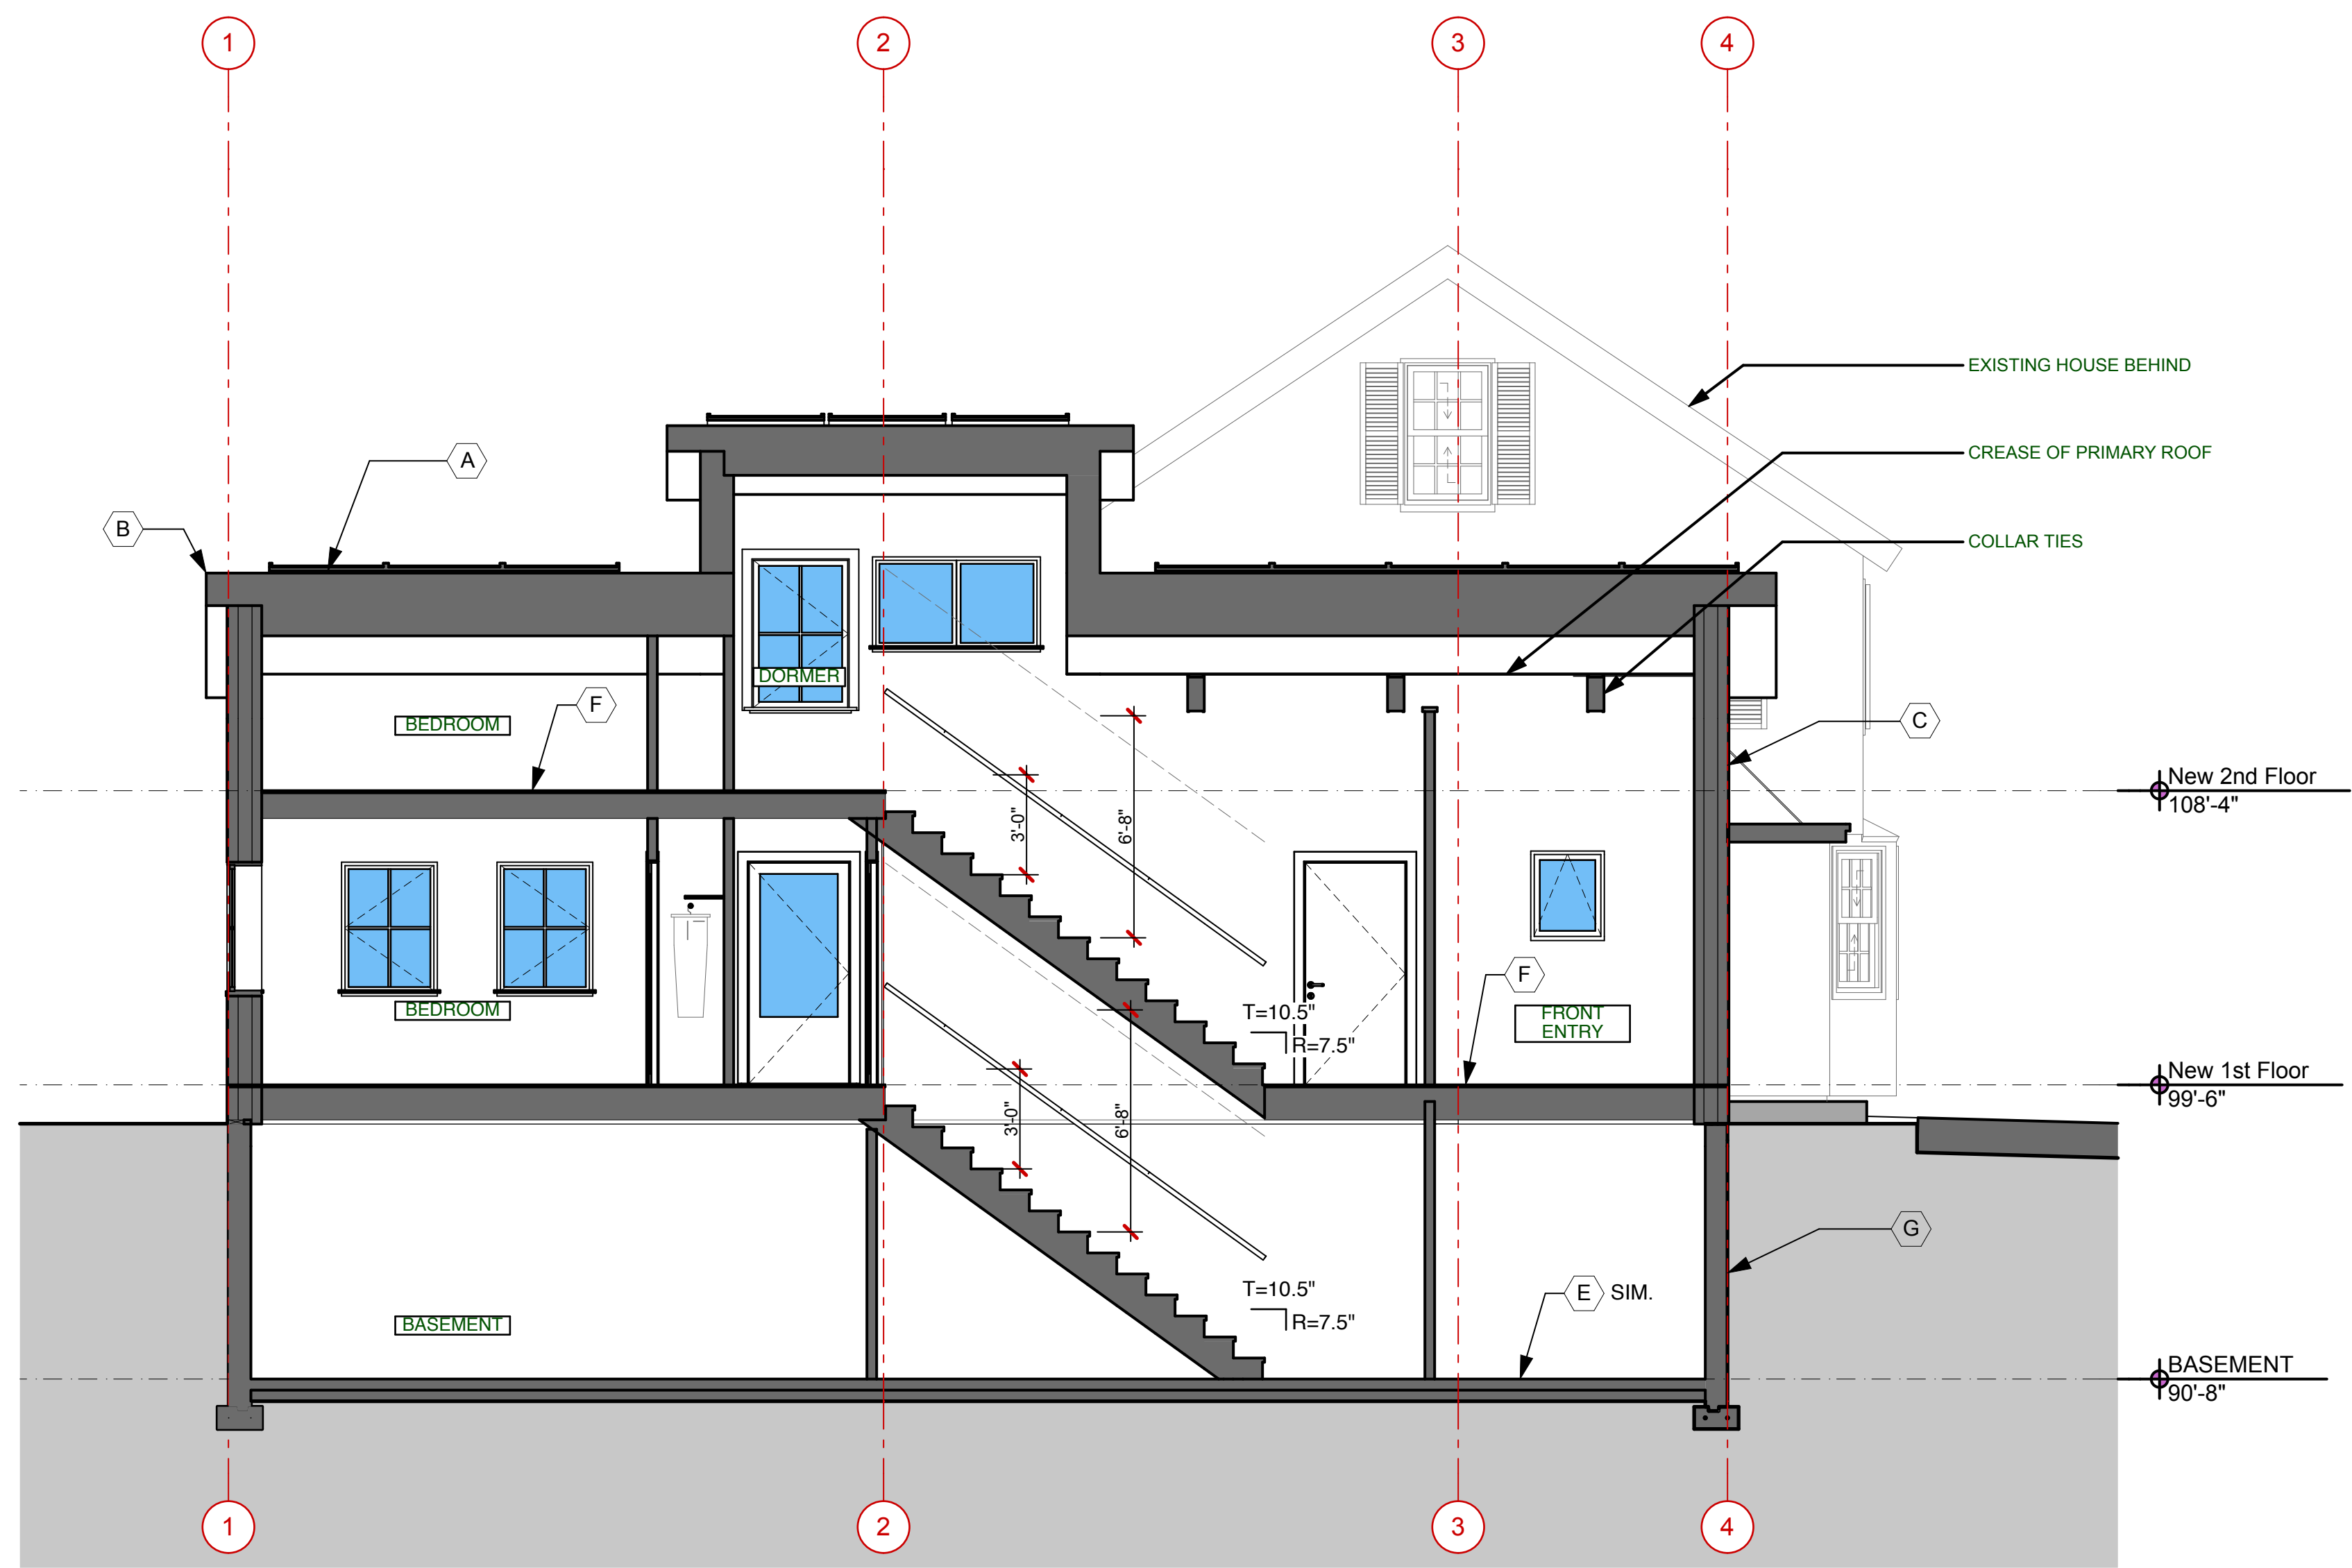 1
2
3
4
EXISTING HOUSE BEHIND
CREASE OF PRIMARY ROOF
A
B
COLLAR TIES
DORMER
F
BEDROOM
C
New 2nd Floor
108'-4"
3'-0"
6'-8"
F
BEDROOM
T=10.5"
R=7.5"
FRONT
ENTRY
New 1st Floor
99'-6"
3'-0"
6'-8"
G
T=10.5"
R=7.5"
E
SIM.
BASEMENT
BASEMENT
90'-8"
1
2
3
4